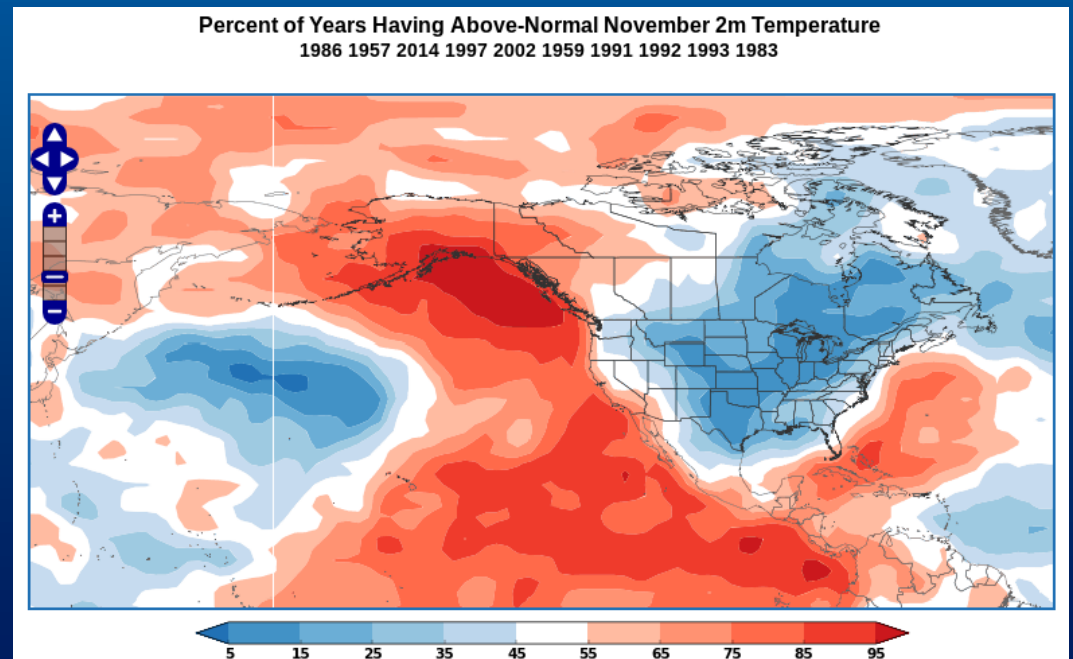 Percent of Years Having Above-Normal November 2m Temperature
1986 1957 2014 1997 2002 1959 1991 1992 1993 1983
5 15 25 35 45 55 65 75 85 95